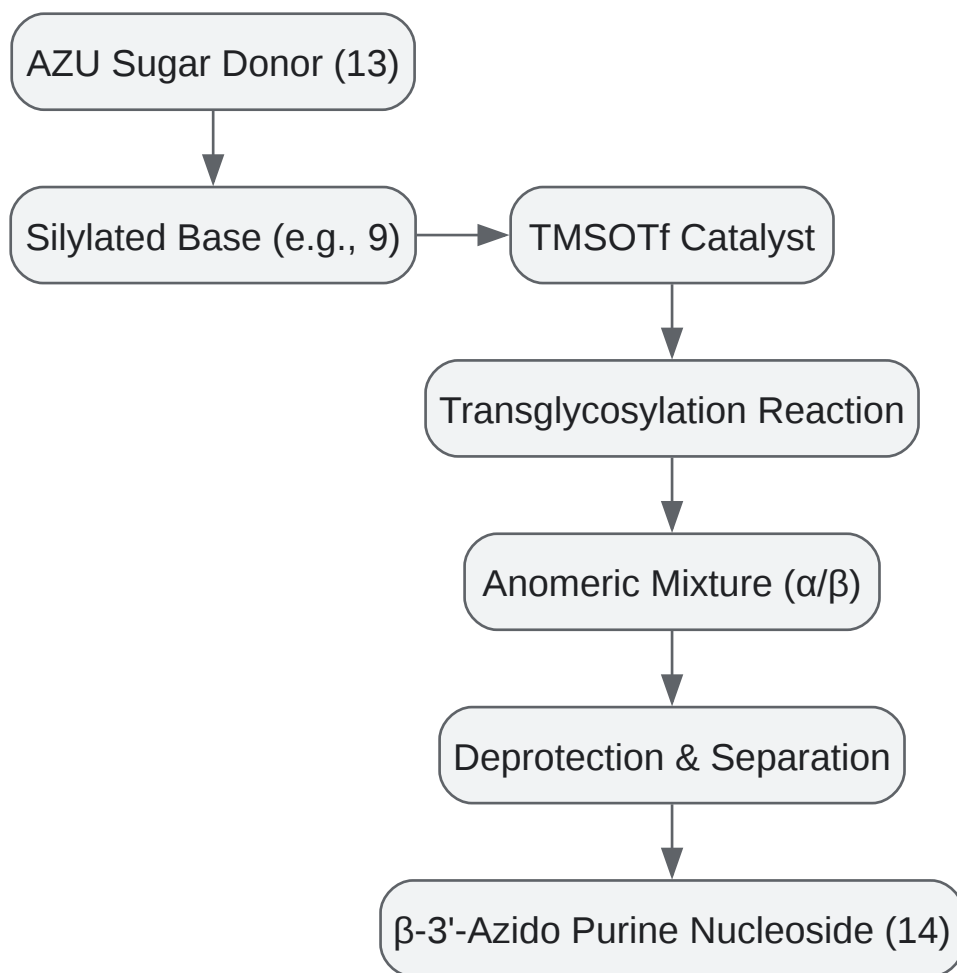 AZU Sugar Donor (13)
Silylated Base (e.g., 9)
TMSOTf Catalyst
Transglycosylation Reaction
Anomeric Mixture (α/β)
Deprotection & Separation
β-3'-Azido Purine Nucleoside (14)